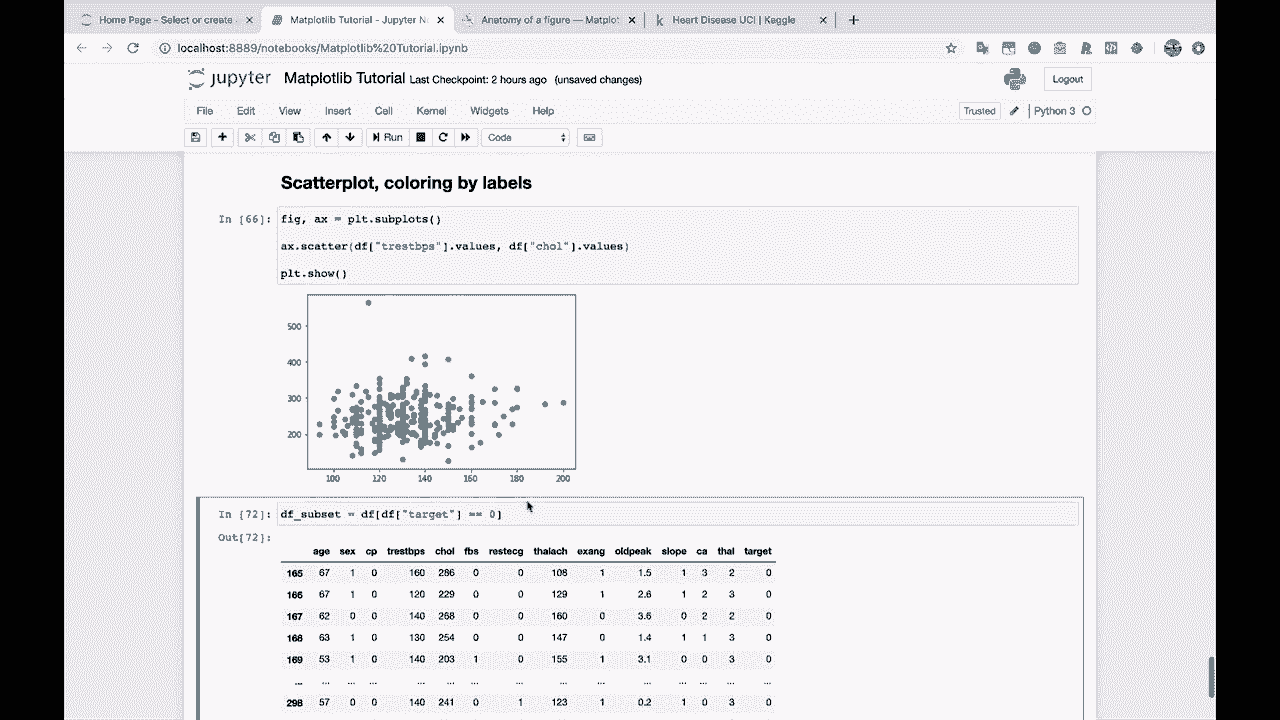 Home Page - Select or create
Matplotlib Tutorial - Jupyter N
Anatomy of a figure — Matplot
Heart Disease UCI | Kaggle
localhost:8889/notebooks/Matplotlib%20Tutorial.ipynb
jupyter Matplotlib Tutorial Last Checkpoint: 2 hours ago (unsaved changes)
Logout
File Edit View Insert Cell Kernel Widgets Help
Trusted Python 3
Run Code
Scatterplot, coloring by labels
In [66]: fig, ax = plt.subplots()
ax.scatter(df["trestbps"].values, df["chol"].values)
plt.show()
500
400
300
200
100 120 140 160 180 200
In [72]: df_subset = df[df["target"] == 0]
Out[72]:
age sex cp trestbps chol fbs restecg thalach exang oldpeak slope ca thal target
165 67 1 0 160 286 0 0 108 1 1.5 1 3 2 0
166 67 1 0 120 229 0 0 129 1 2.6 1 2 3 0
167 62 0 0 140 268 0 0 160 0 3.6 0 2 2 0
168 63 1 0 130 254 0 0 147 0 1.4 1 1 3 0
169 53 1 0 140 203 1 0 155 1 3.1 0 0 3 0
... ... ... ... ... ... ... ... ... ... ... ... ... ... ...
298 57 0 0 140 241 0 1 123 1 0.2 1 0 3 0